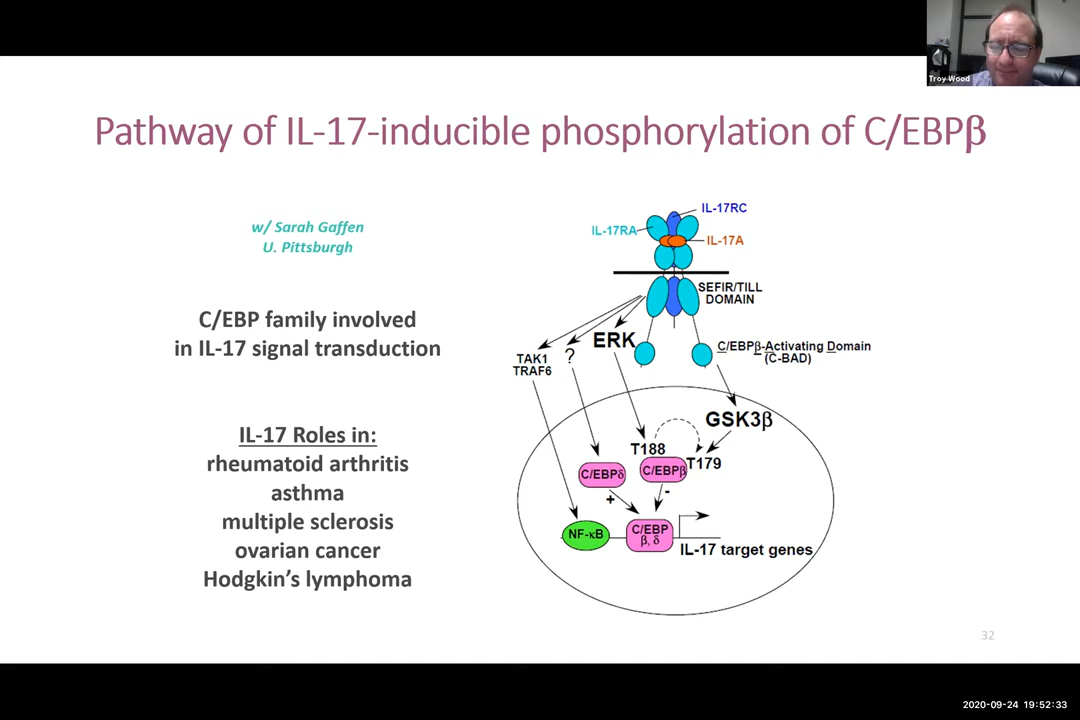 Troy Wood
Pathway of IL-17-inducible phosphorylation of C/EBPβ
w/ Sarah Gaffen
U. Pittsburgh
C/EBP family involved
in IL-17 signal transduction
IL-17 Roles in:
rheumatoid arthritis
asthma
multiple sclerosis
ovarian cancer
Hodgkin's lymphoma
IL-17RC
IL-17RA
IL-17A
SEFIR/TILL
DOMAIN
ERK
?
TAK1
TRAF6
C/EBPβ-Activating Domain
(C-BAD)
GSK3β
T188
T179
C/EBPδ
C/EBPβ
+
-
NF-κB
C/EBP
β, δ
IL-17 target genes
32
2020-09-24 19:52:33